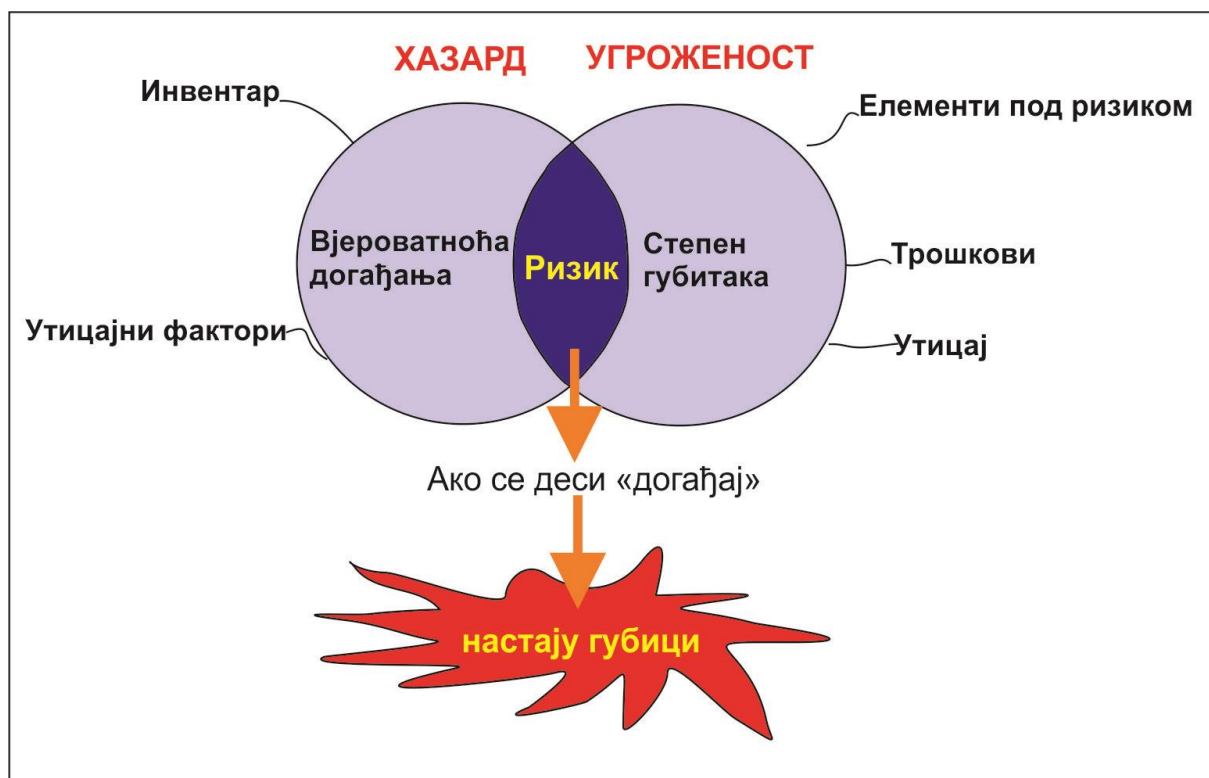 ХАЗАРД
УГРОЖЕНОСТ
Инвентар
Елементи под ризиком
Вјероватноћа
догађања
Ризик
Степен
губитака
Трошкови
Утицајни фактори
Утицај
Ако се деси «догађај»
настају губици